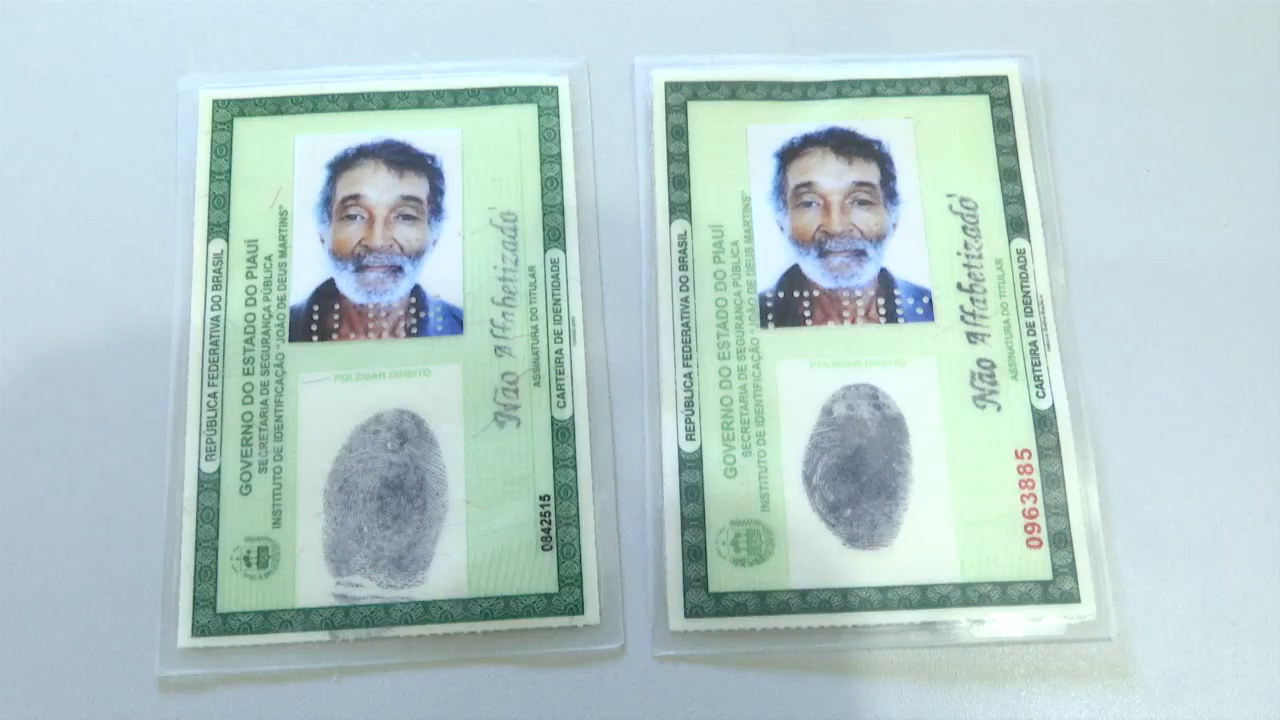 REPÚBLICA FEDERATIVA DO BRASIL
GOVERNO DO ESTADO DO PIAUÍ
SECRETARIA DE SEGURANÇA PÚBLICA
INSTITUTO DE IDENTIFICAÇÃO "JOÃO DE DEUS MARTINS"
POLEGAR DIREITO
Não Alfabetizado
ASSINATURA DO TITULAR
0842515
CARTEIRA DE IDENTIDADE
REPÚBLICA FEDERATIVA DO BRASIL
GOVERNO DO ESTADO DO PIAUÍ
SECRETARIA DE SEGURANÇA PÚBLICA
INSTITUTO DE IDENTIFICAÇÃO "JOÃO DE DEUS MARTINS"
POLEGAR DIREITO
Não Alfabetizado
ASSINATURA DO TITULAR
0963885
CARTEIRA DE IDENTIDADE